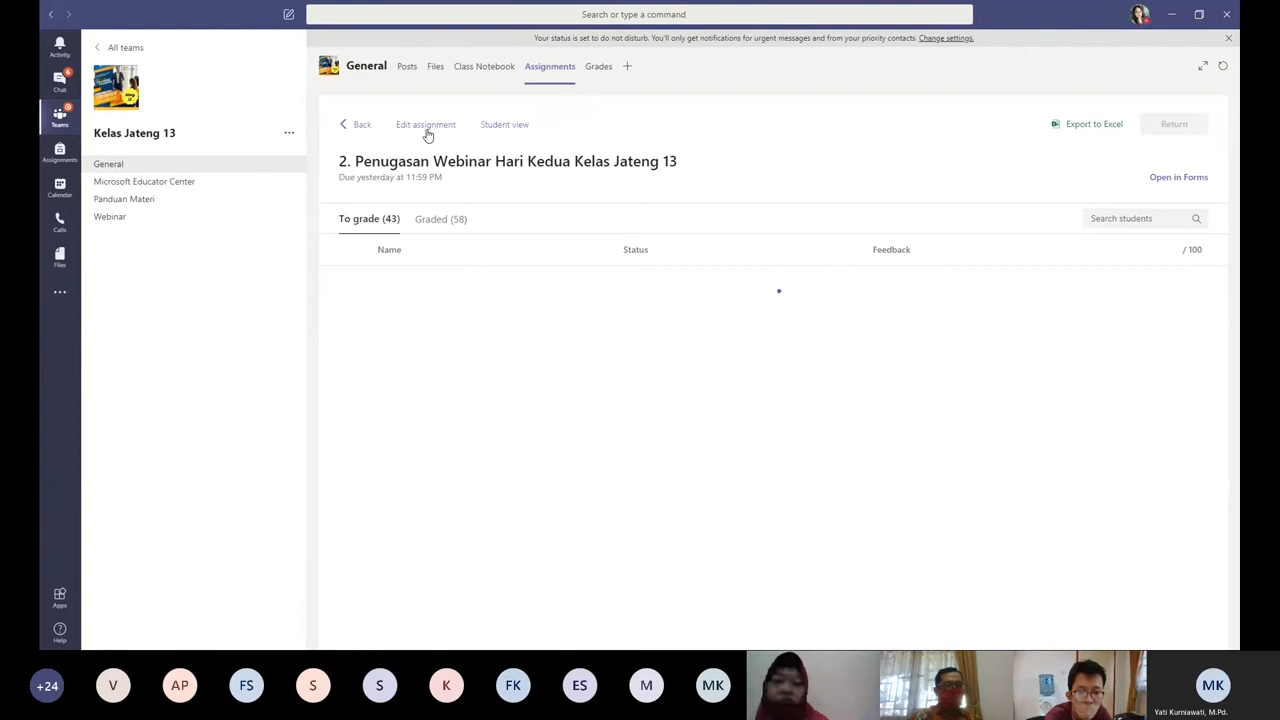 Search or type a command
Your status is set to do not disturb. You'll only get notifications for urgent messages and from your priority contacts. Change settings.
Activity
Chat
6
Teams
Assignments
Calendar
Calls
Files
Apps
Help
All teams
Kelas Jateng 13
General
Microsoft Educator Center
Panduan Materi
Webinar
General Posts Files Class Notebook Assignments Grades
Back Edit assignment Student view Export to Excel Return
2. Penugasan Webinar Hari Kedua Kelas Jateng 13
Due yesterday at 11:59 PM Open in Forms
To grade (43) Graded (58) Search students
Name Status Feedback / 100
+24 V AP FS S S K FK ES M MK MK
Yati Kurniawati, M.Pd.